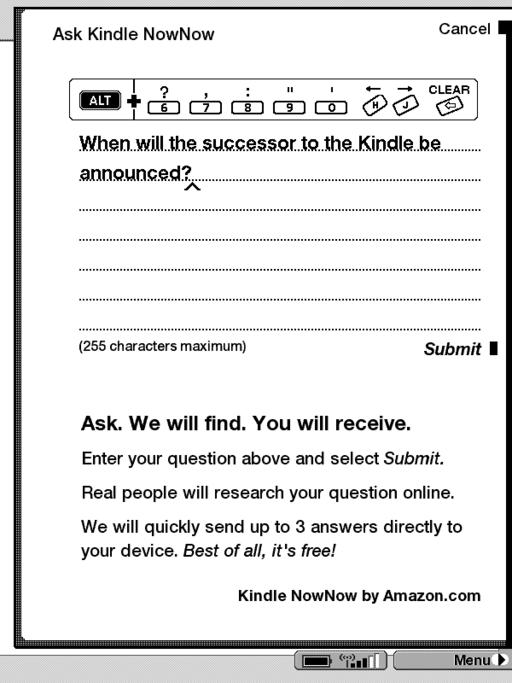 Ask Kindle NowNow
Cancel
ALT + ? , : " ' ← → CLEAR
6 7 8 9 0 H J
When will the successor to the Kindle be
announced?
(255 characters maximum)
Submit
Ask. We will find. You will receive.
Enter your question above and select Submit.
Real people will research your question online.
We will quickly send up to 3 answers directly to
your device. Best of all, it's free!
Kindle NowNow by Amazon.com
Menu